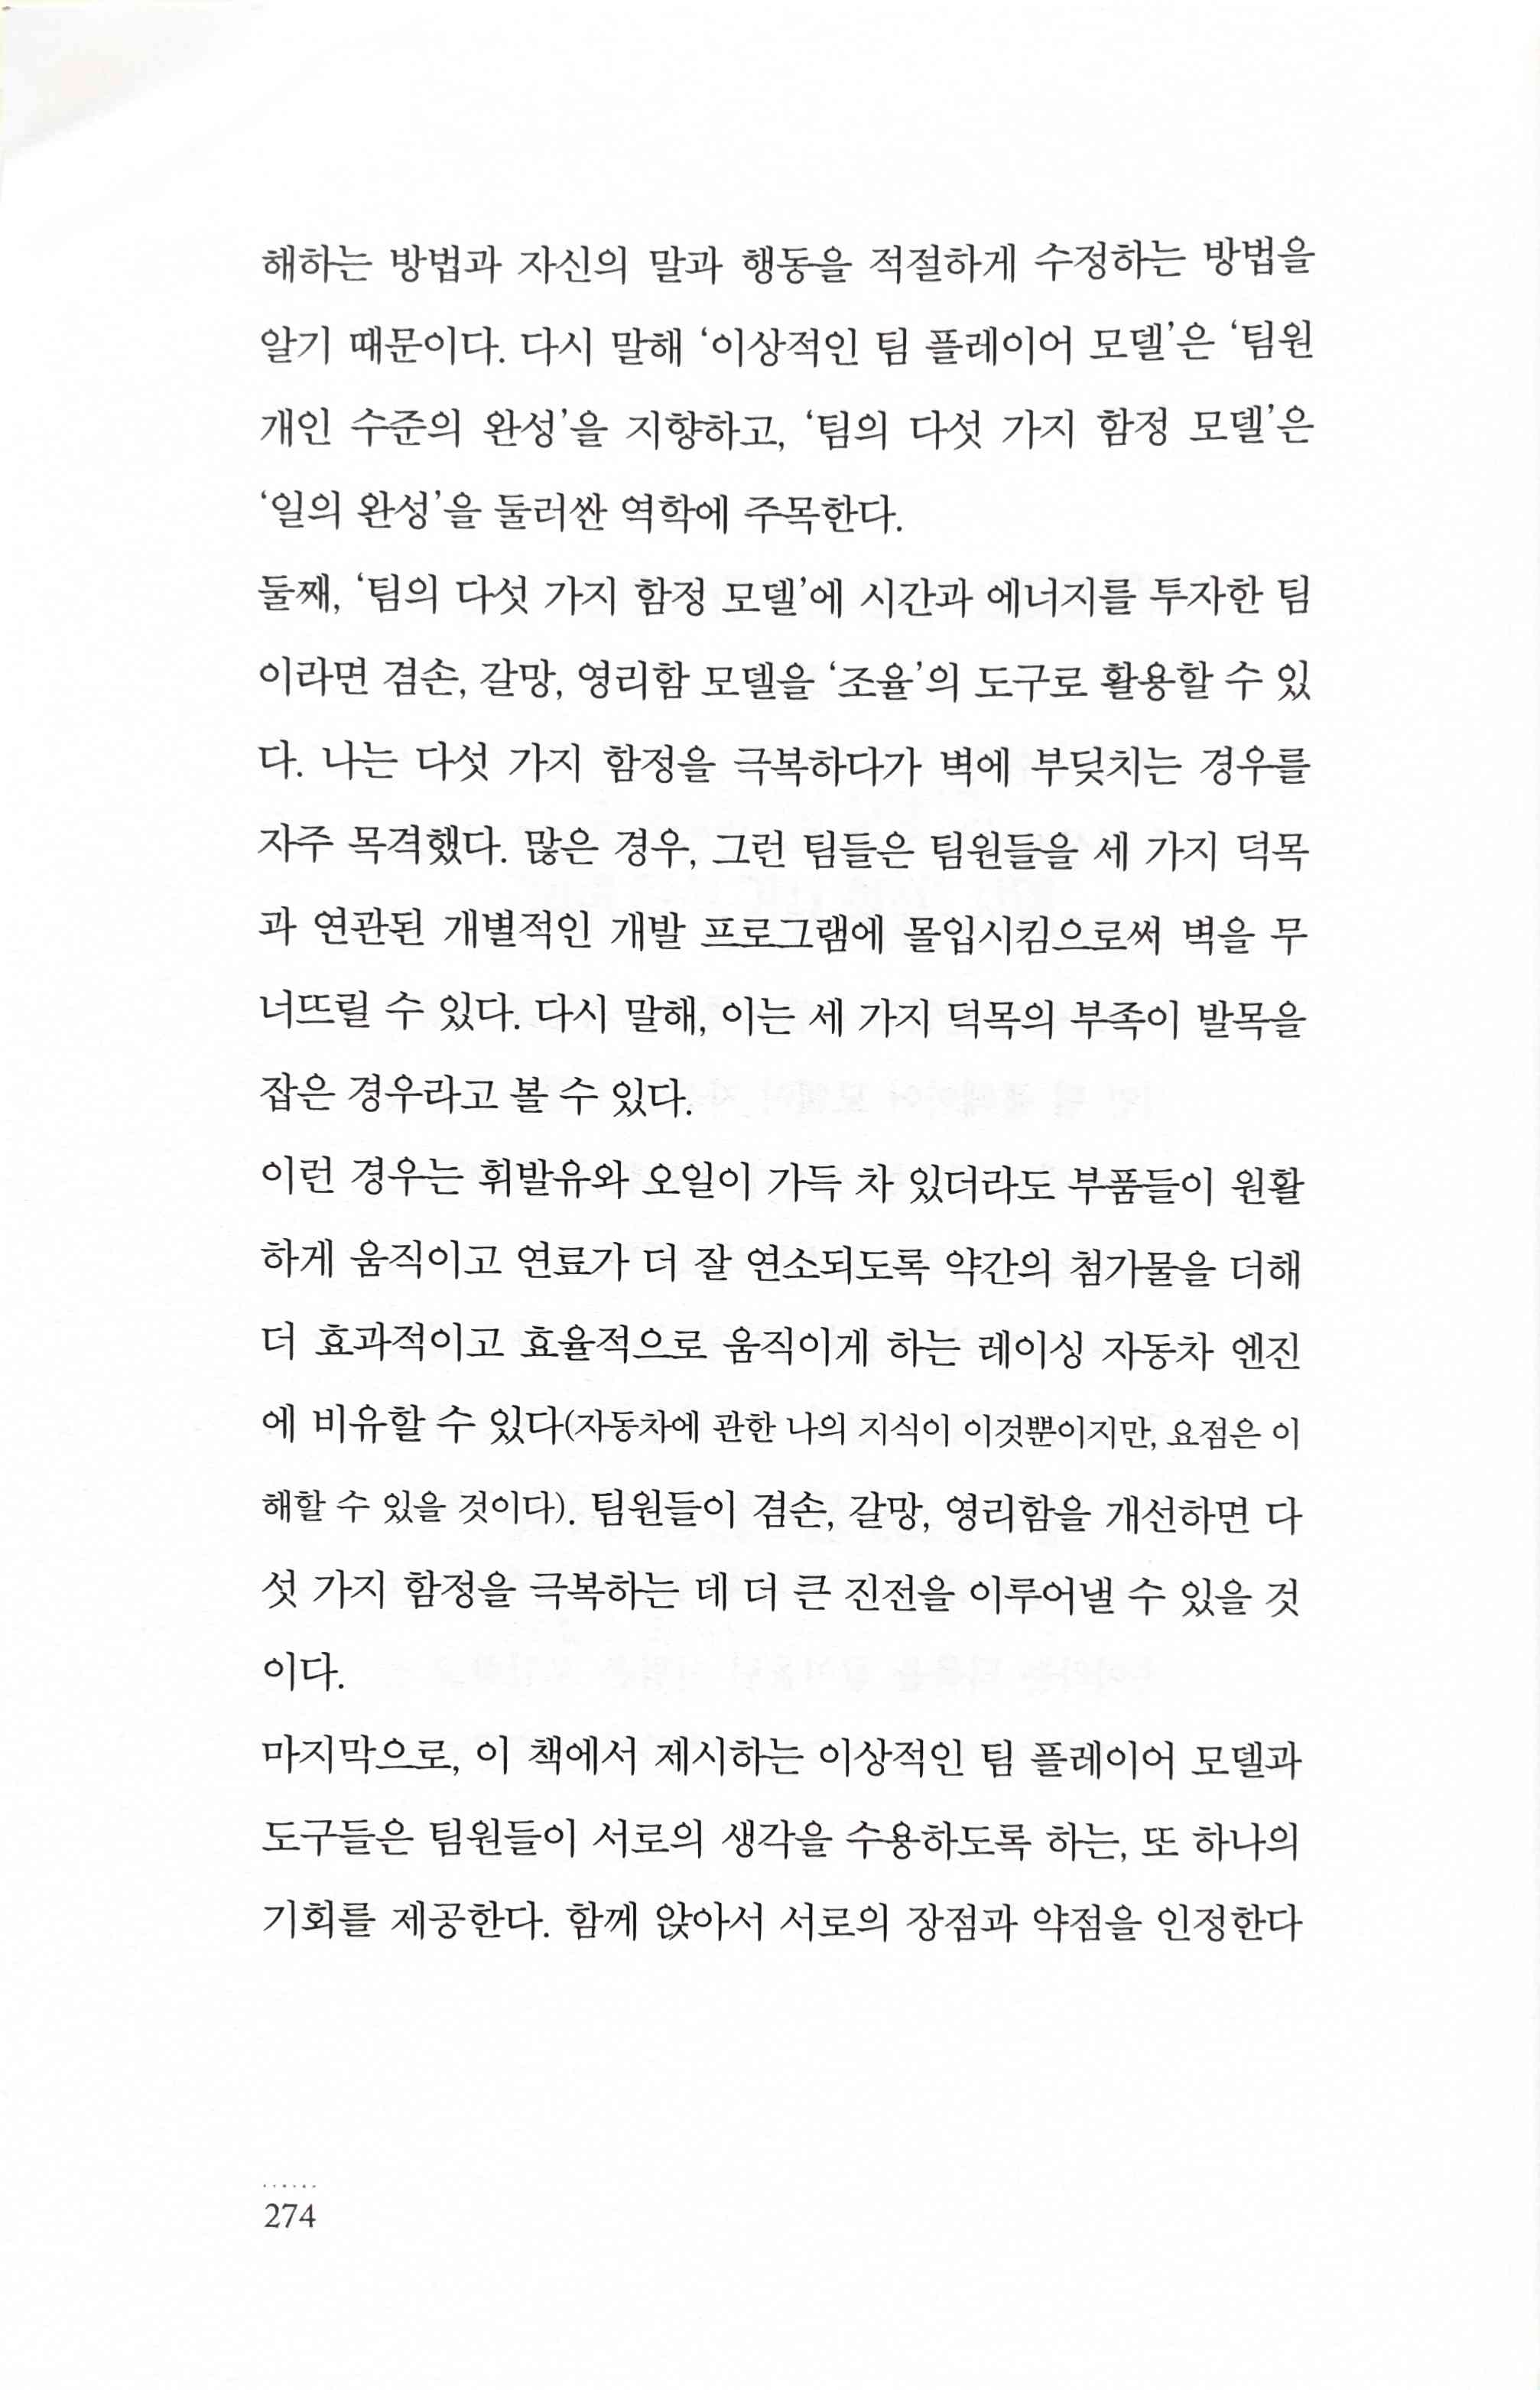 해하는 방법과 자신의 말과 행동을 적절하게 수정하는 방법을
알기 때문이다. 다시 말해 ‘이상적인 팀 플레이어 모델’은 ‘팀원
개인 수준의 완성’을 지향하고, ‘팀의 다섯 가지 함정 모델’은
‘일의 완성’을 둘러싼 역학에 주목한다.
둘째, ‘팀의 다섯 가지 함정 모델’에 시간과 에너지를 투자한 팀
이라면 겸손, 갈망, 영리함 모델을 ‘조율’의 도구로 활용할 수 있
다. 나는 다섯 가지 함정을 극복하다가 벽에 부딪치는 경우를
자주 목격했다. 많은 경우, 그런 팀들은 팀원들을 세 가지 덕목
과 연관된 개별적인 개발 프로그램에 몰입시킴으로써 벽을 무
너뜨릴 수 있다. 다시 말해, 이는 세 가지 덕목의 부족이 발목을
잡은 경우라고 볼 수 있다.
이런 경우는 휘발유와 오일이 가득 차 있더라도 부품들이 원활
하게 움직이고 연료가 더 잘 연소되도록 약간의 첨가물을 더해
더 효과적이고 효율적으로 움직이게 하는 레이싱 자동차 엔진
에 비유할 수 있다(자동차에 관한 나의 지식이 이것뿐이지만, 요점은 이
해할 수 있을 것이다). 팀원들이 겸손, 갈망, 영리함을 개선하면 다
섯 가지 함정을 극복하는 데 더 큰 진전을 이루어낼 수 있을 것
이다.
마지막으로, 이 책에서 제시하는 이상적인 팀 플레이어 모델과
도구들은 팀원들이 서로의 생각을 수용하도록 하는, 또 하나의
기회를 제공한다. 함께 앉아서 서로의 장점과 약점을 인정한다
274